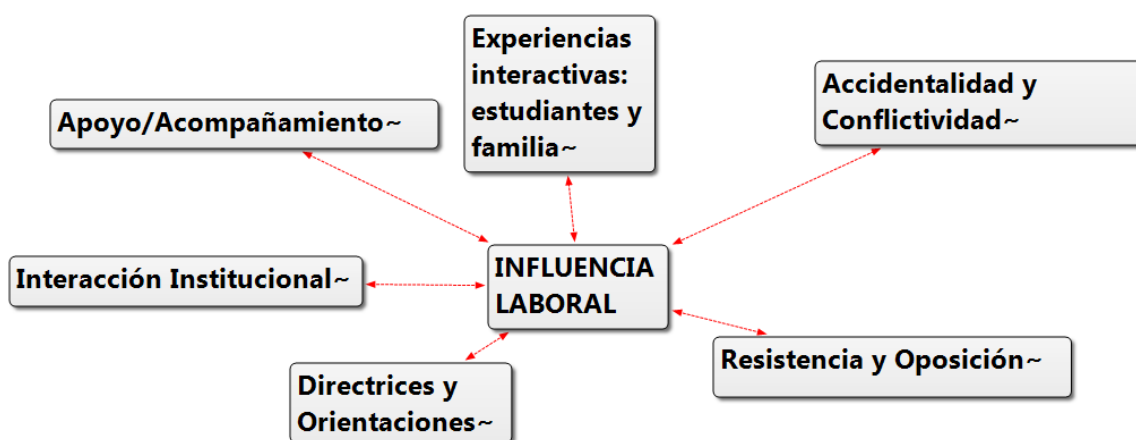 Experiencias
interactivas:
estudiantes y
familia~
Accidentalidad y
Conflictividad~
Apoyo/Acompañamiento~
INFLUENCIA
LABORAL
Interacción Institucional~
Resistencia y Oposición~
Directrices y
Orientaciones~